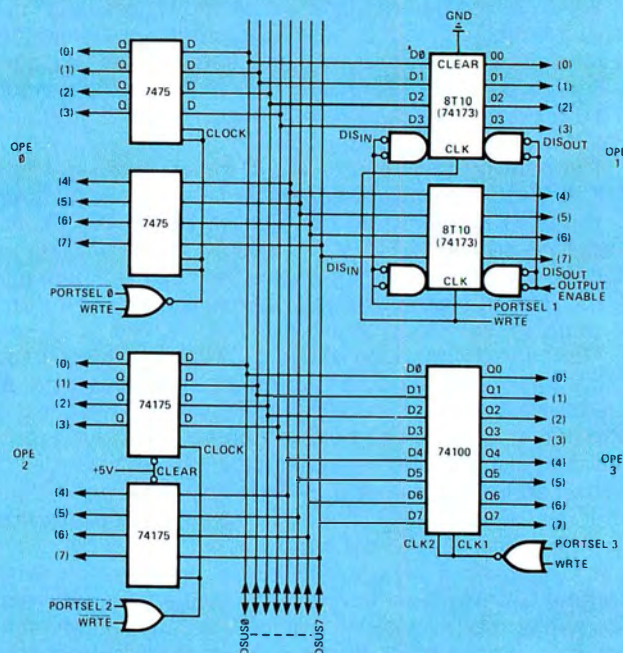 GND
(0) Q D D0 CLEAR 00 (0)
(1) Q D D1 01 (1)
7475
(2) Q D D2 8T10 (74173) 02 (2)
(3) Q D D3 03 (3)
CLOCK CLK
DISIN DISOUT
OPE 0
OPE 1
(4) (4)
(5) (5)
7475
8T10 (74173)
(6) (6)
(7) (7)
DISIN CLK DISOUT
OUTPUT ENABLE
PORTSEL 0
WRTE
PORTSEL 1
WRTE
(0) Q D D0 Q0 (0)
(1) Q D D1 Q1 (1)
74175
(2) Q D D2 Q2 (2)
(3) Q D D3 Q3 (3)
CLOCK
D4 Q4 (4)
OPE 2
+5V CLEAR
74100
OPE 3
D5 Q5 (5)
(4) D6 Q6 (6)
(5) D7 Q7 (7)
74175
(6)
(7)
CLK2 CLK1
PORTSEL 3
WRTE
PORTSEL 2
WRTE
DSUS0
DSUS7